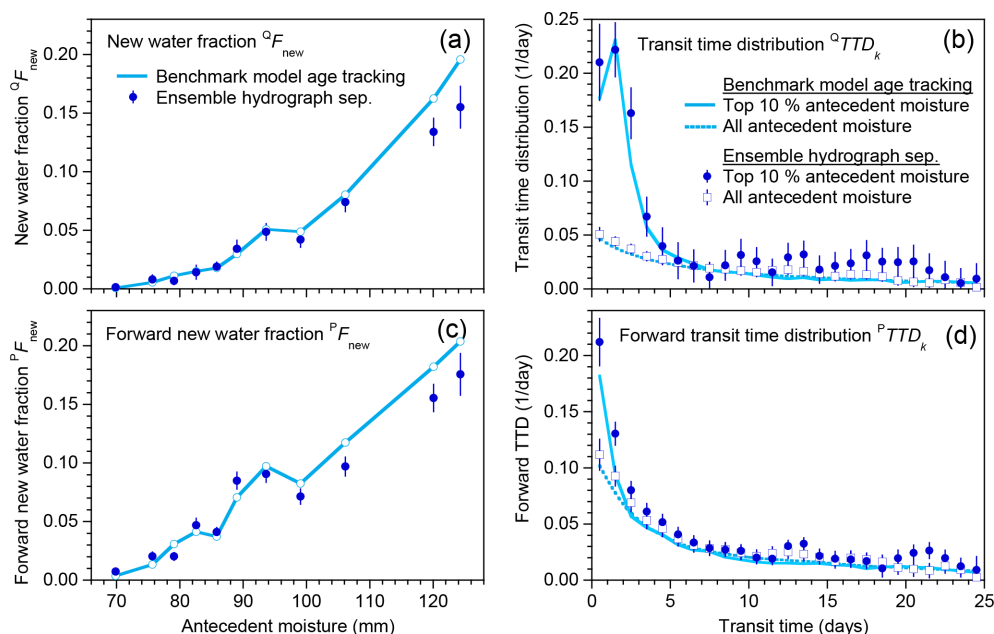 New water fraction QFnew
(a)
Benchmark model age tracking
Ensemble hydrograph sep.
New water fraction QFnew
0.20
0.15
0.10
0.05
0.00
Transit time distribution QTTDk
(b)
Benchmark model age tracking
Top 10 % antecedent moisture
All antecedent moisture
Ensemble hydrograph sep.
Top 10 % antecedent moisture
All antecedent moisture
Transit time distribution (1/day)
0.25
0.20
0.15
0.10
0.05
0.00
Forward new water fraction PFnew
(c)
Forward new water fraction PFnew
0.20
0.15
0.10
0.05
0.00
70 80 90 100 110 120
Antecedent moisture (mm)
Forward transit time distribution PTTDk
(d)
Forward TTD (1/day)
0.20
0.15
0.10
0.05
0.00
0 5 10 15 20 25
Transit time (days)